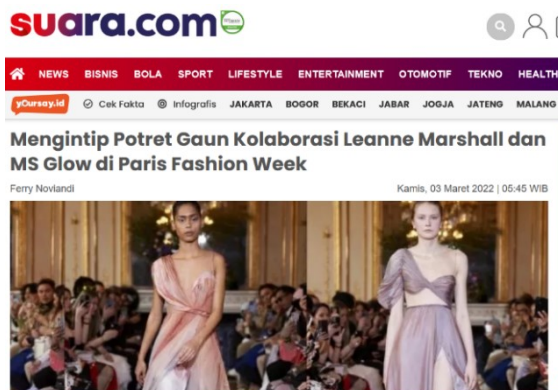 suara.com
NEWS BISNIS BOLA SPORT LIFESTYLE ENTERTAINMENT OTOMOTIF TEKNO HEALTH
yOursay.id Cek Fakta Infografis JAKARTA BOGOR BEKACI JABAR JOGJA JATENG MALANG
Mengintip Potret Gaun Kolaborasi Leanne Marshall dan
MS Glow di Paris Fashion Week
Ferry Noviandi Kamis, 03 Maret 2022 | 05:45 WIB